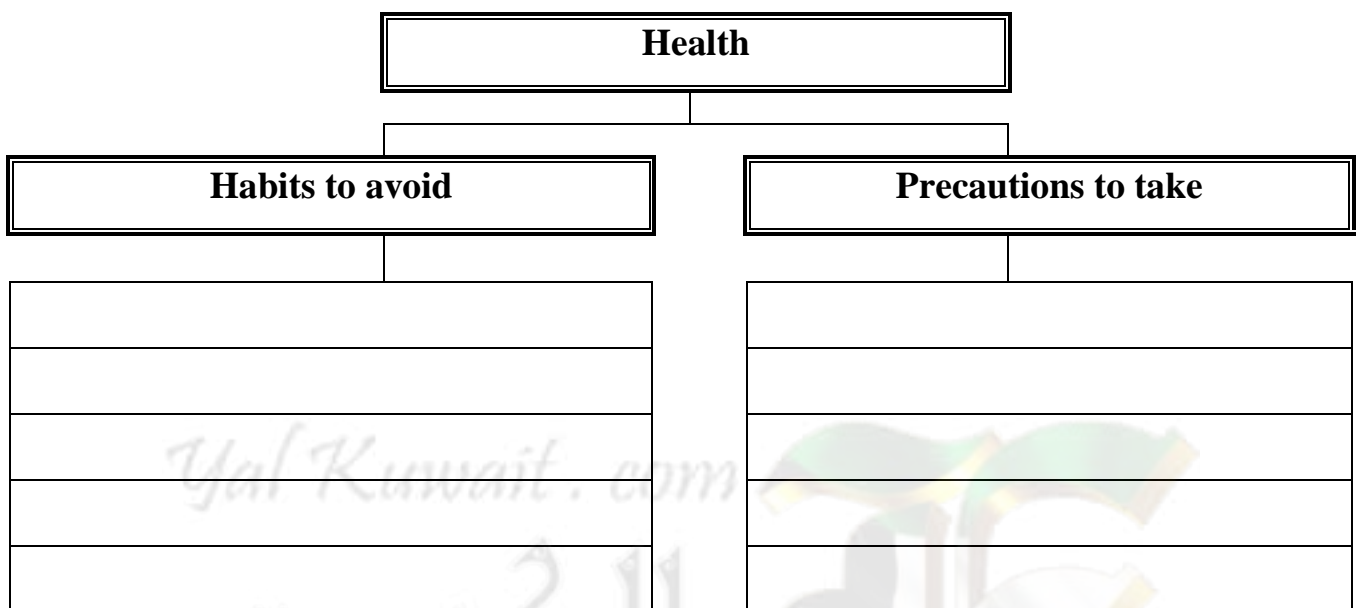 Health
Habits to avoid
Precautions to take
Yal Kuwait . com